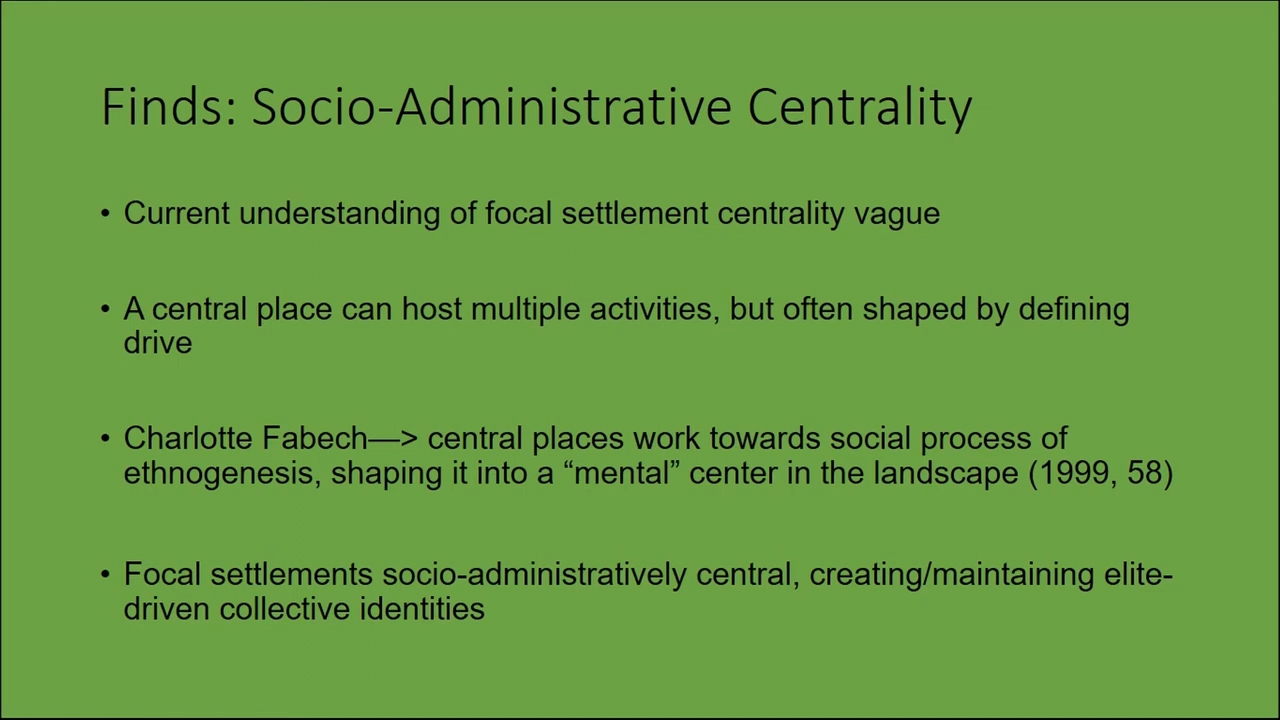 Finds: Socio-Administrative Centrality
• Current understanding of focal settlement centrality vague
• A central place can host multiple activities, but often shaped by defining
drive
• Charlotte Fabech—> central places work towards social process of
ethnogenesis, shaping it into a “mental” center in the landscape (1999, 58)
• Focal settlements socio-administratively central, creating/maintaining elite-
driven collective identities